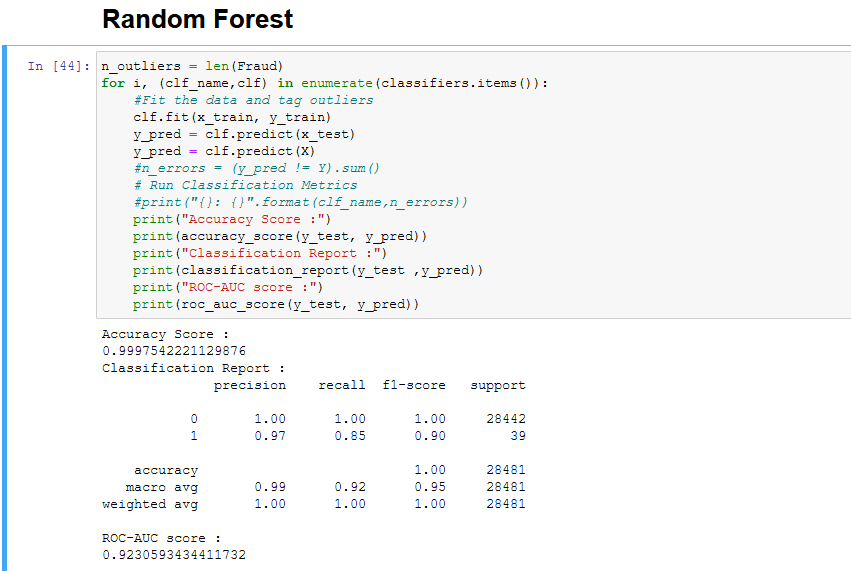 Random Forest
In [44]: n_outliers = len(Fraud)
for i, (clf_name,clf) in enumerate(classifiers.items()):
    #Fit the data and tag outliers
    clf.fit(x_train, y_train)
    y_pred = clf.predict(x_test)
    y_pred = clf.predict(X)
    #n_errors = (y_pred != Y).sum()
    # Run Classification Metrics
    #print("{}: {}".format(clf_name,n_errors))
    print("Accuracy Score :")
    print(accuracy_score(y_test, y_pred))
    print("Classification Report :")
    print(classification_report(y_test ,y_pred))
    print("ROC-AUC score :")
    print(roc_auc_score(y_test, y_pred))
Accuracy Score :
0.9997542221129876
Classification Report :
              precision    recall  f1-score   support
           0       1.00      1.00      1.00     28442
           1       0.97      0.85      0.90        39
    accuracy                           1.00     28481
   macro avg       0.99      0.92      0.95     28481
weighted avg       1.00      1.00      1.00     28481
ROC-AUC score :
0.9230593434411732